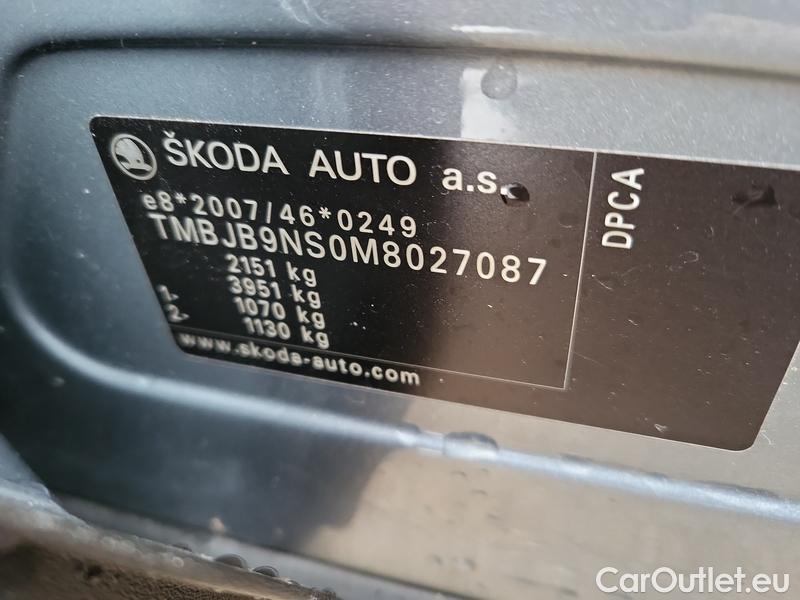 ŠKODA AUTO a.s.
e8*2007/46*0249
TMBJB9NS0M8027087
2151 kg
3951 kg
1- 1070 kg
2- 1130 kg
www.skoda-auto.com
DPCA
CarOutlet.eu